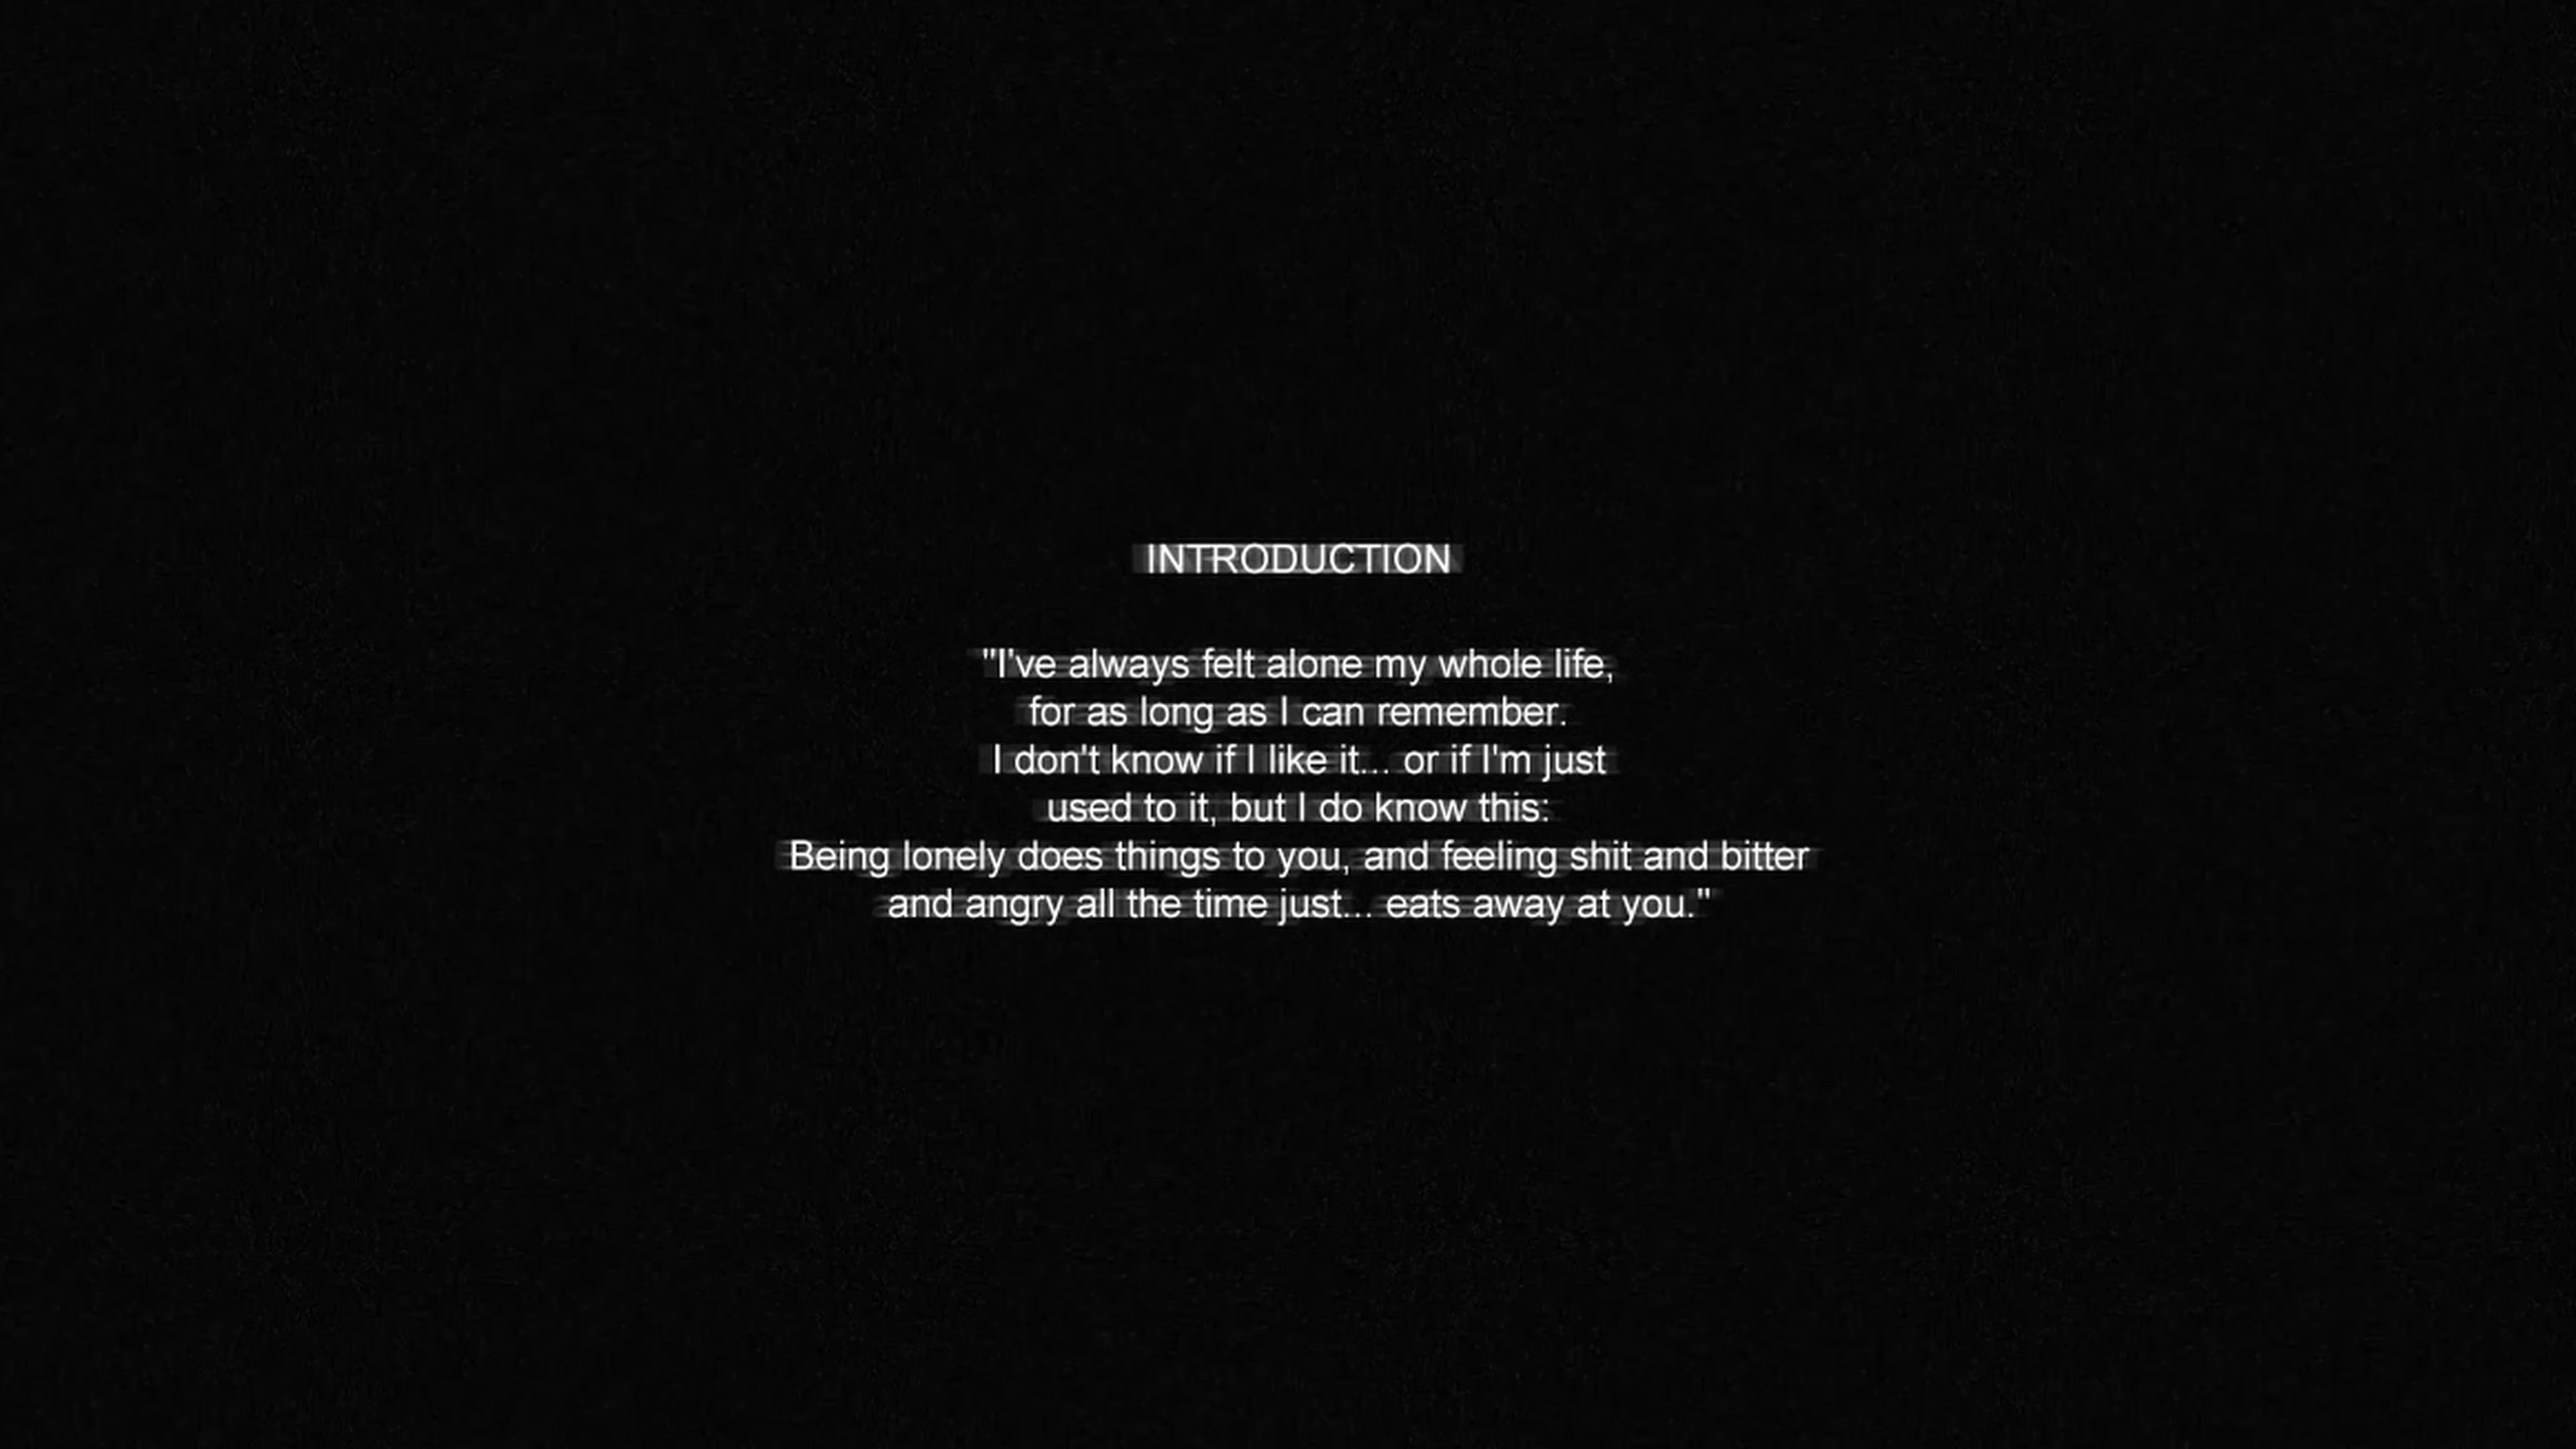 INTRODUCTION
"I've always felt alone my whole life,
for as long as I can remember.
I don't know if I like it... or if I'm just
used to it, but I do know this:
Being lonely does things to you, and feeling shit and bitter
and angry all the time just... eats away at you."